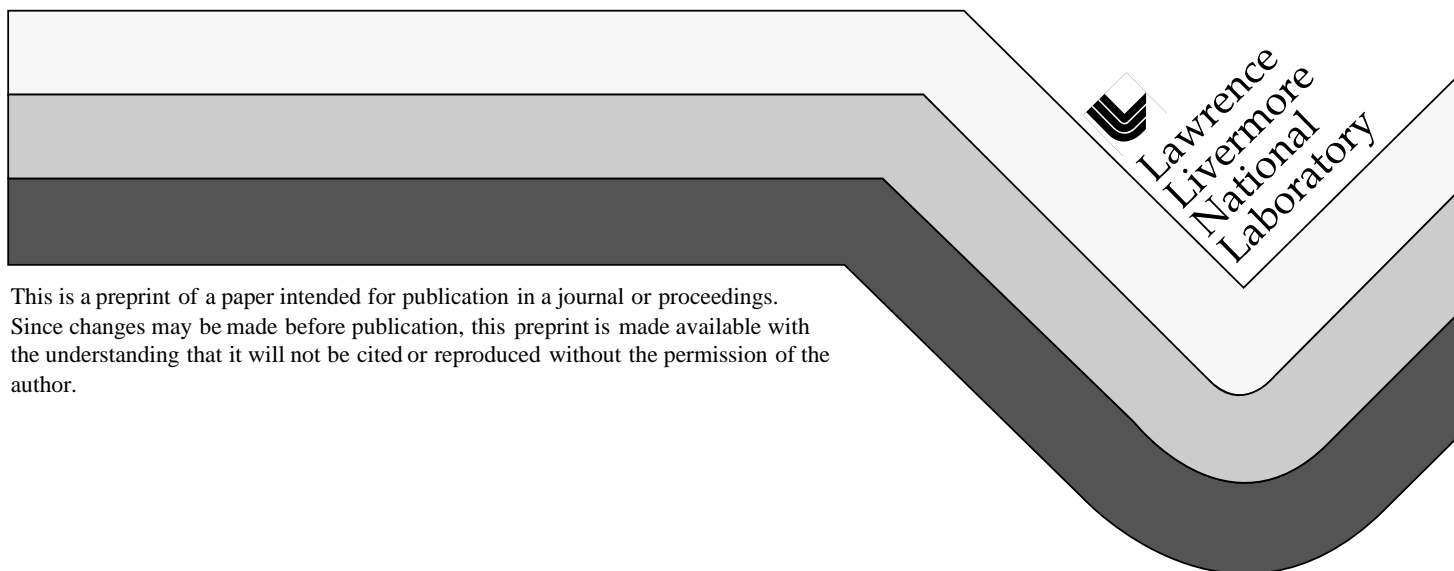 Lawrence
Livermore
National
Laboratory
This is a preprint of a paper intended for publication in a journal or proceedings.
Since changes may be made before publication, this preprint is made available with
the understanding that it will not be cited or reproduced without the permission of the
author.